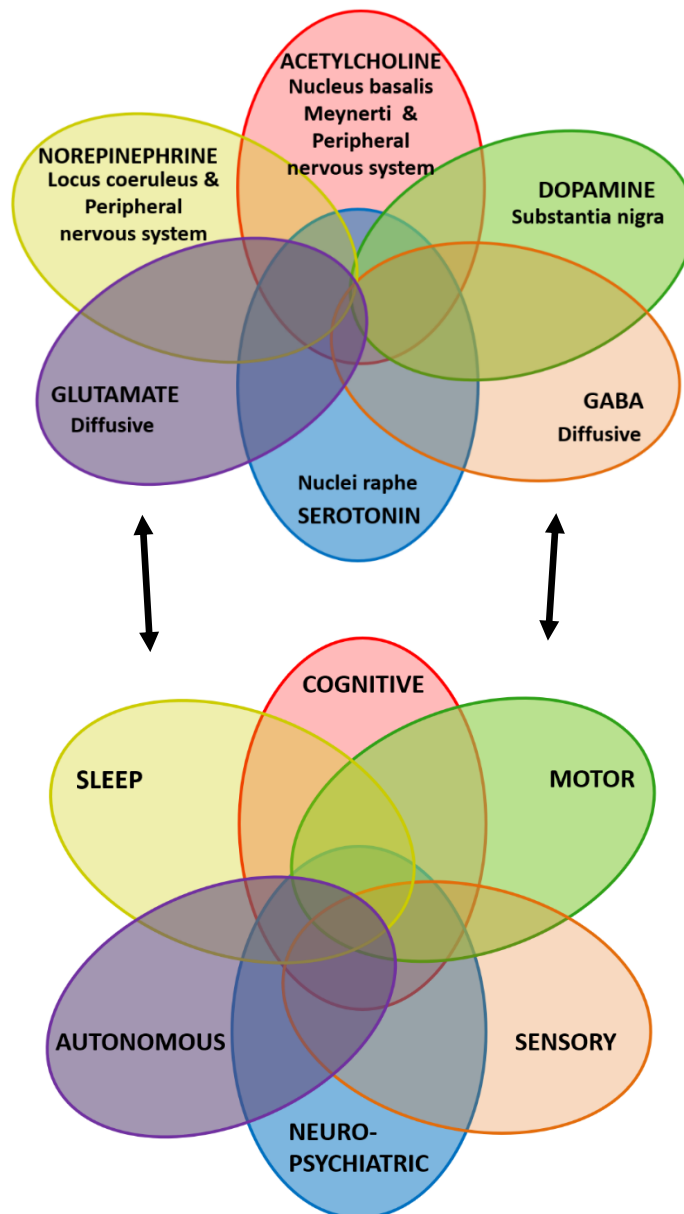 ACETYLCHOLINE
Nucleus basalis
Meynerti &
Peripheral
nervous system
NOREPINEPHRINE
Locus coeruleus &
Peripheral
nervous system
DOPAMINE
Substantia nigra
GLUTAMATE
Diffusive
GABA
Diffusive
Nuclei raphe
SEROTONIN
COGNITIVE
SLEEP
MOTOR
AUTONOMOUS
SENSORY
NEURO-
PSYCHIATRIC